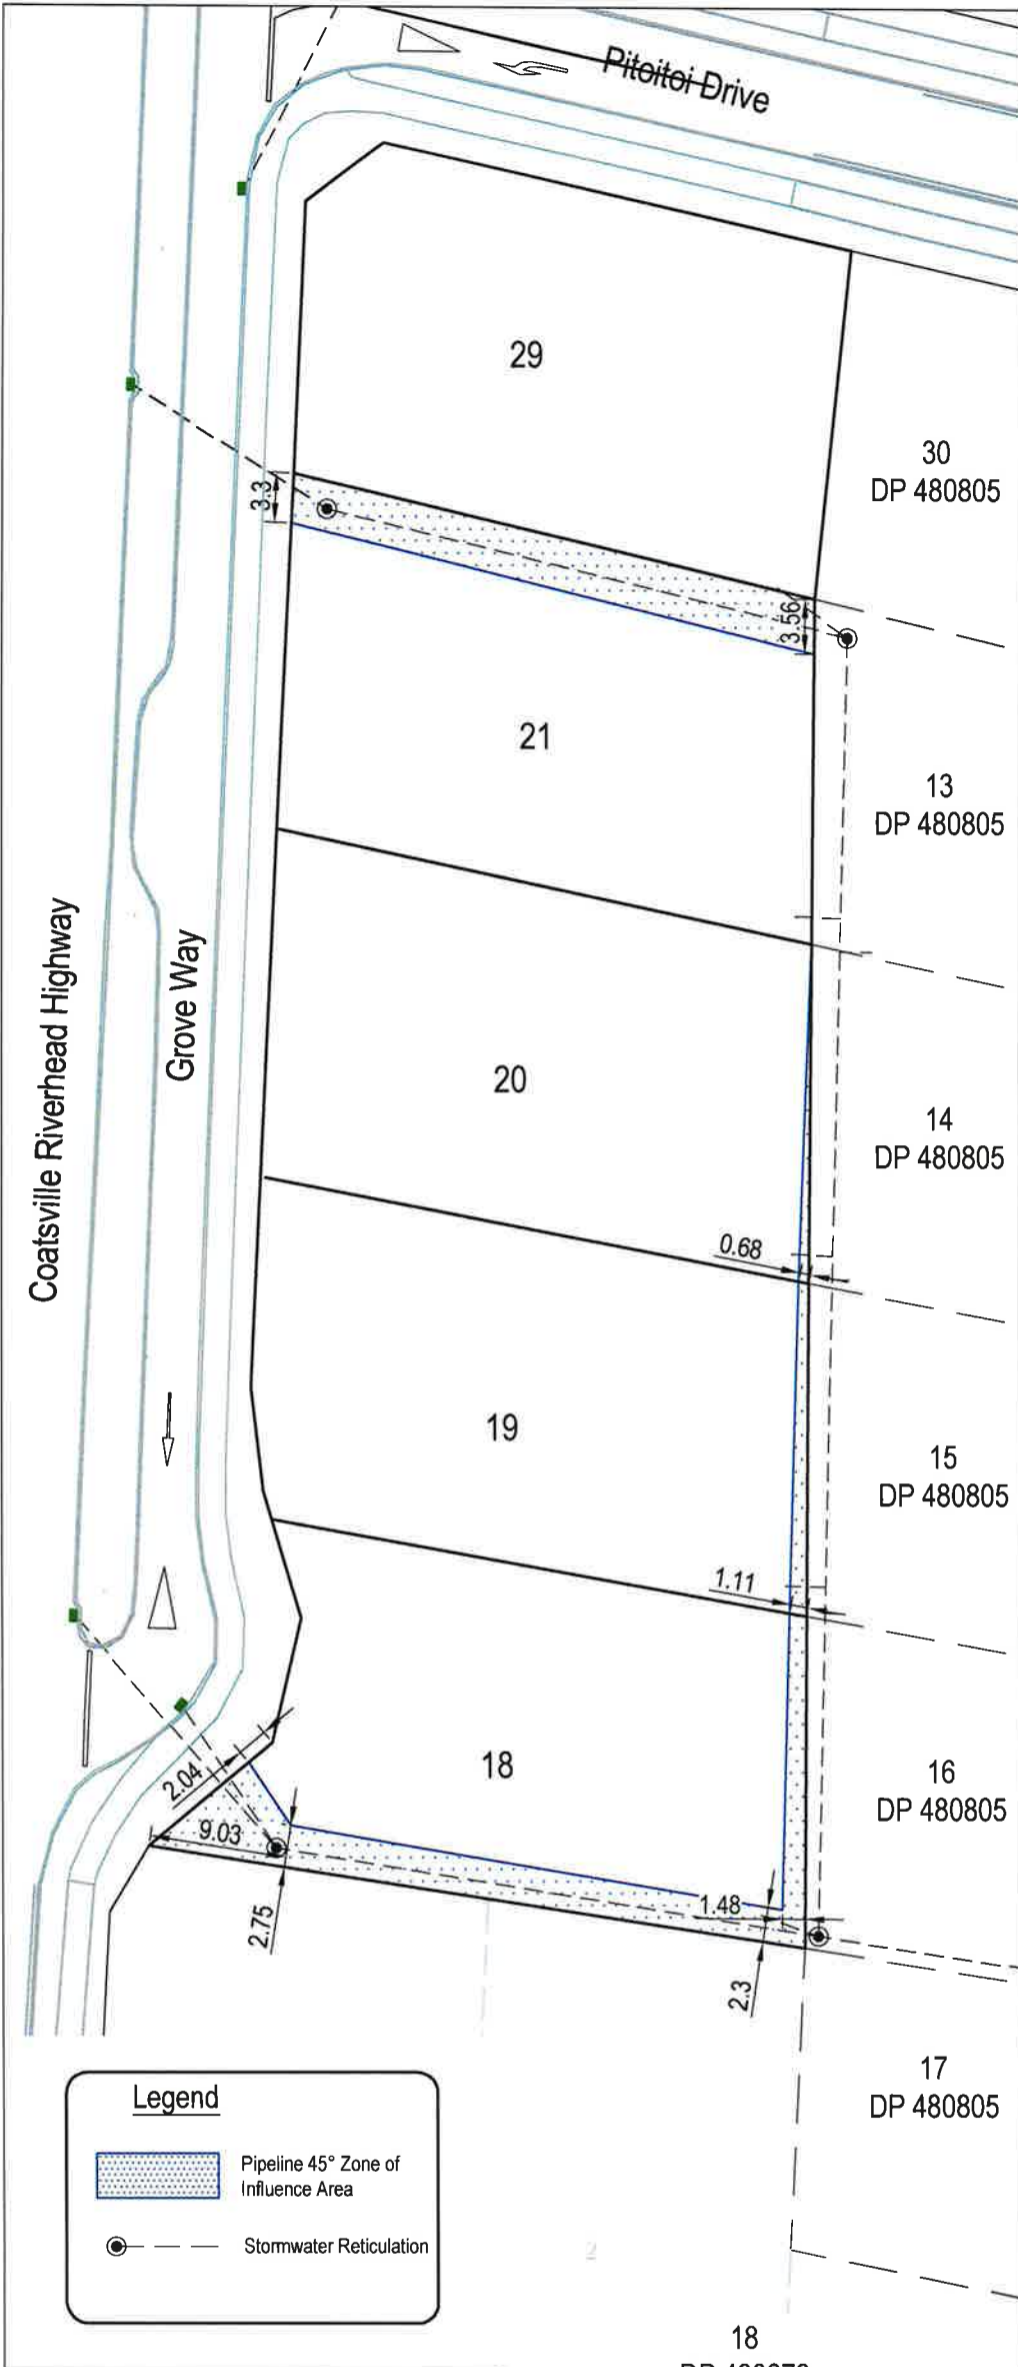 Pitoitoi Drive
29
30
DP 480805
3.3
3.56
21
13
DP 480805
Coatsville Riverhead Highway
Grove Way
20
14
DP 480805
0.68
19
15
DP 480805
1.11
18
16
DP 480805
2.04
9.03
2.75
1.48
2.3
17
DP 480805
Legend
Pipeline 45° Zone of
Influence Area
Stormwater Reticulation
2
18